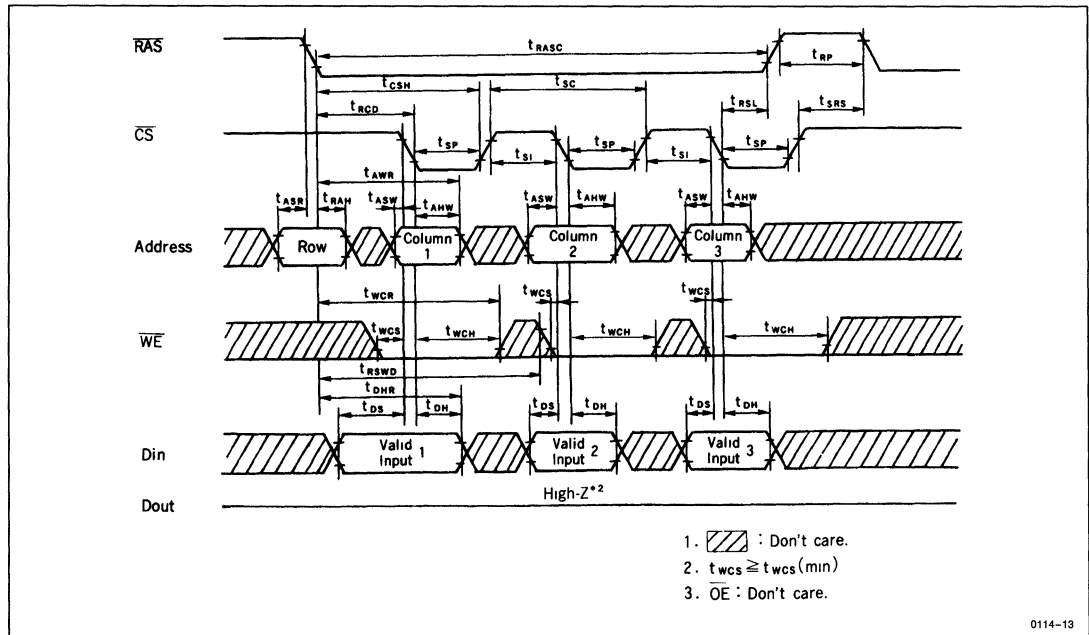 RAS
tRASC
tRP
tCSH
tSC
tRCD
tRSL
tSRS
CS
tSP
tSI
tSP
tSI
tSP
tAWR
tASR
tRAH
tASW
tAHW
tASW
tAHW
tASW
tAHW
Address
Row
Column 1
Column 2
Column 3
tWCR
tWCS
tWCS
WE
tWCS
tWCH
tWCH
tWCH
tRSWD
tDHR
tDS
tDH
tDS
tDH
tDS
tDH
Din
Valid Input 1
Valid Input 2
Valid Input 3
High-Z*2
Dout
1. : Don't care.
2. tWCS ≧ tWCS(min)
3. OE : Don't care.
0114-13